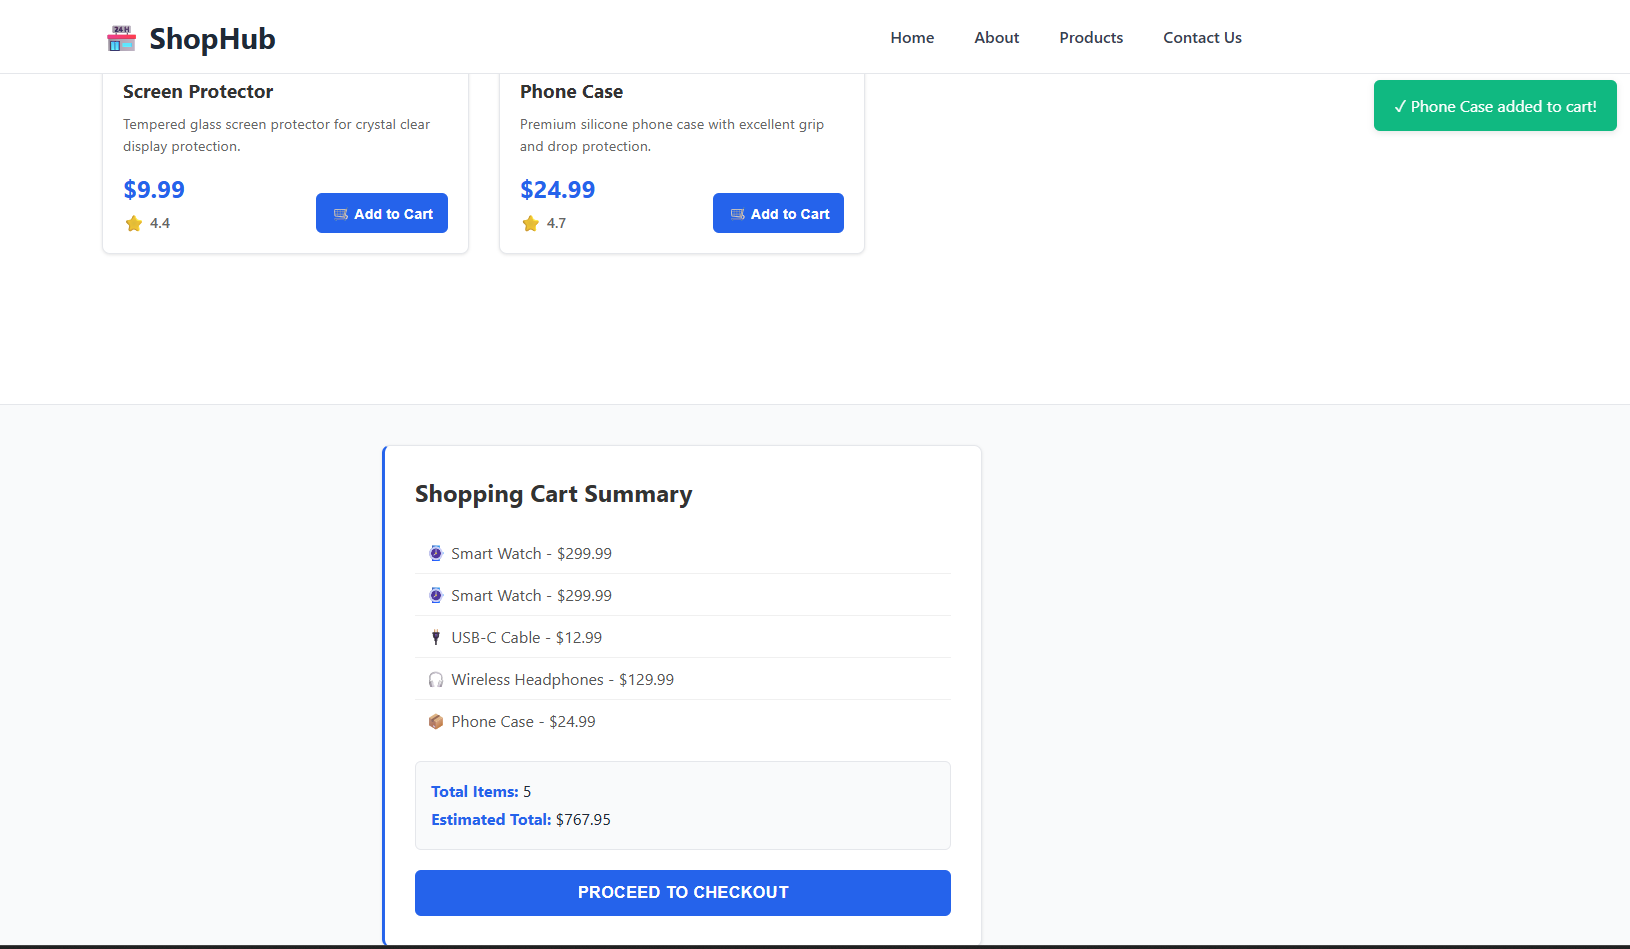 24 H
ShopHub
Home
About
Products
Contact Us
✓ Phone Case added to cart!
Screen Protector
Tempered glass screen protector for crystal clear
display protection.
$9.99
4.4
Add to Cart
Phone Case
Premium silicone phone case with excellent grip
and drop protection.
$24.99
4.7
Add to Cart
Shopping Cart Summary
Smart Watch - $299.99
Smart Watch - $299.99
USB-C Cable - $12.99
Wireless Headphones - $129.99
Phone Case - $24.99
Total Items: 5
Estimated Total: $767.95
PROCEED TO CHECKOUT